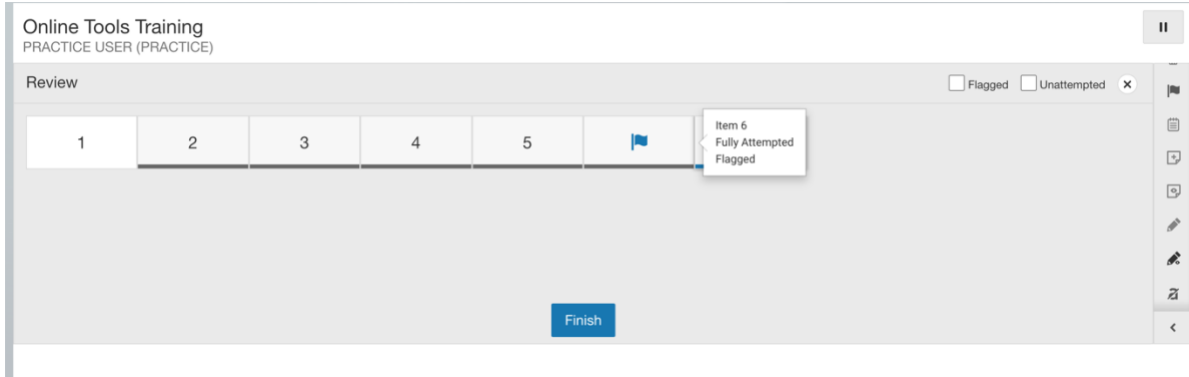 Online Tools Training
PRACTICE USER (PRACTICE)
Review
Flagged Unattempted
1 2 3 4 5
Item 6
Fully Attempted
Flagged
Finish